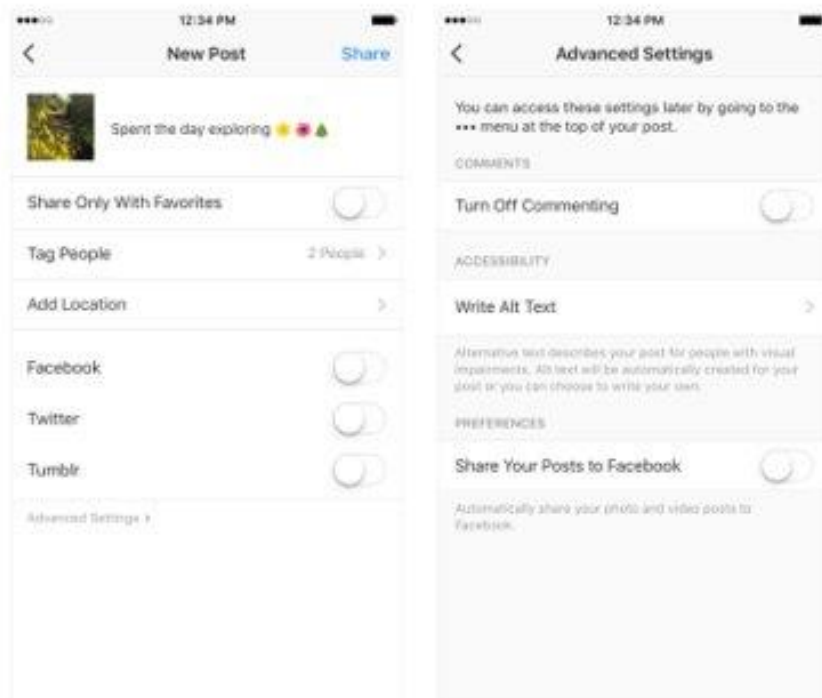 12:34 PM
New Post
Share
Spent the day exploring
Share Only With Favorites
Tag People
2 People
Add Location
Facebook
Twitter
Tumblr
Advanced Settings
12:34 PM
Advanced Settings
You can access these settings later by going to the
••• menu at the top of your post.
COMMENTS
Turn Off Commenting
ACCESSIBILITY
Write Alt Text
Alternative text describes your post for people with visual
impairments. Alt text will be automatically created for your
post or you can choose to write your own.
PREFERENCES
Share Your Posts to Facebook
Automatically share your photo and video posts to
Facebook.